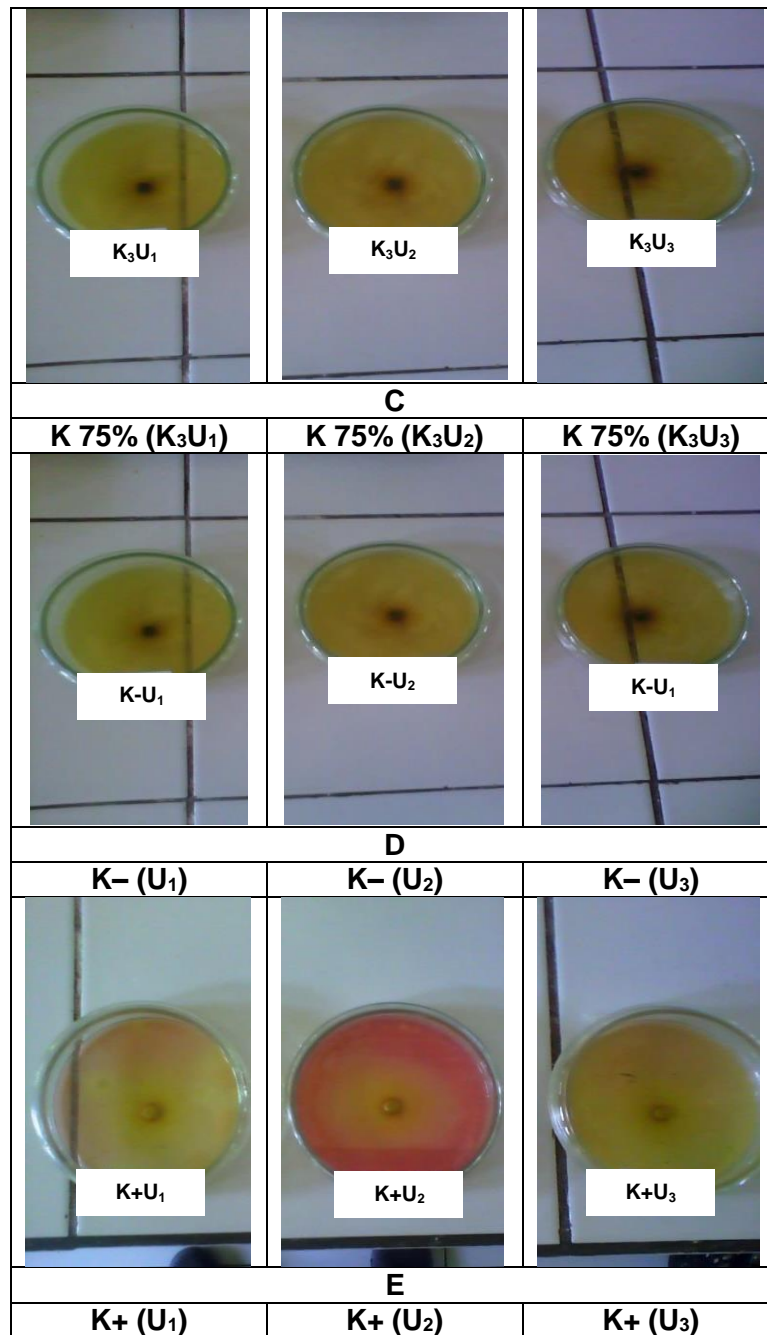 K₃U₁ K₃U₂ K₃U₃
C
K 75% (K₃U₁) K 75% (K₃U₂) K 75% (K₃U₃)
K-U₁ K-U₂ K-U₁
D
K– (U₁) K– (U₂) K– (U₃)
K+U₁ K+U₂ K+U₃
E
K+ (U₁) K+ (U₂) K+ (U₃)